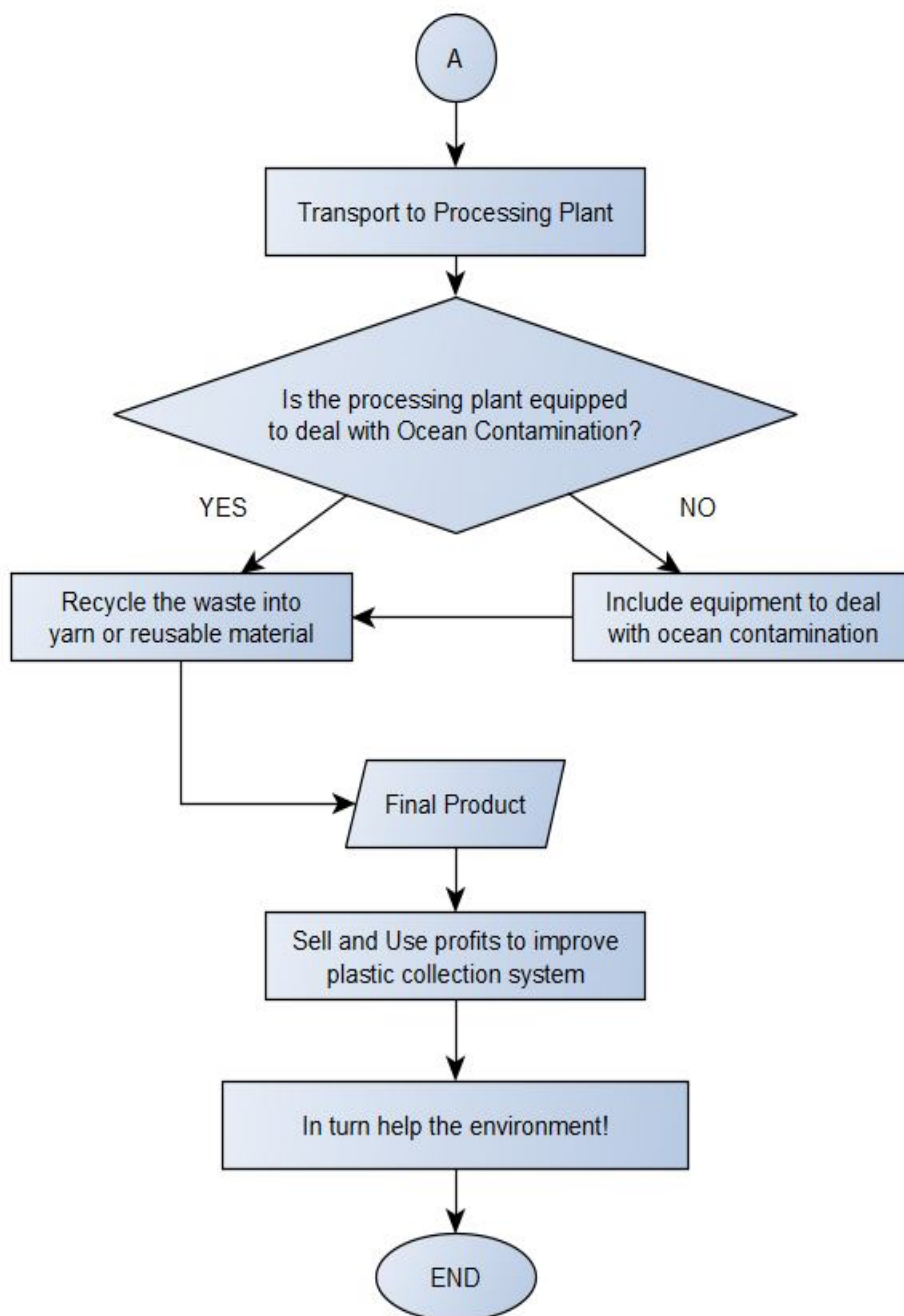 A
Transport to Processing Plant
Is the processing plant equipped
to deal with Ocean Contamination?
YES
NO
Recycle the waste into
yarn or reusable material
Include equipment to deal
with ocean contamination
Final Product
Sell and Use profits to improve
plastic collection system
In turn help the environment!
END